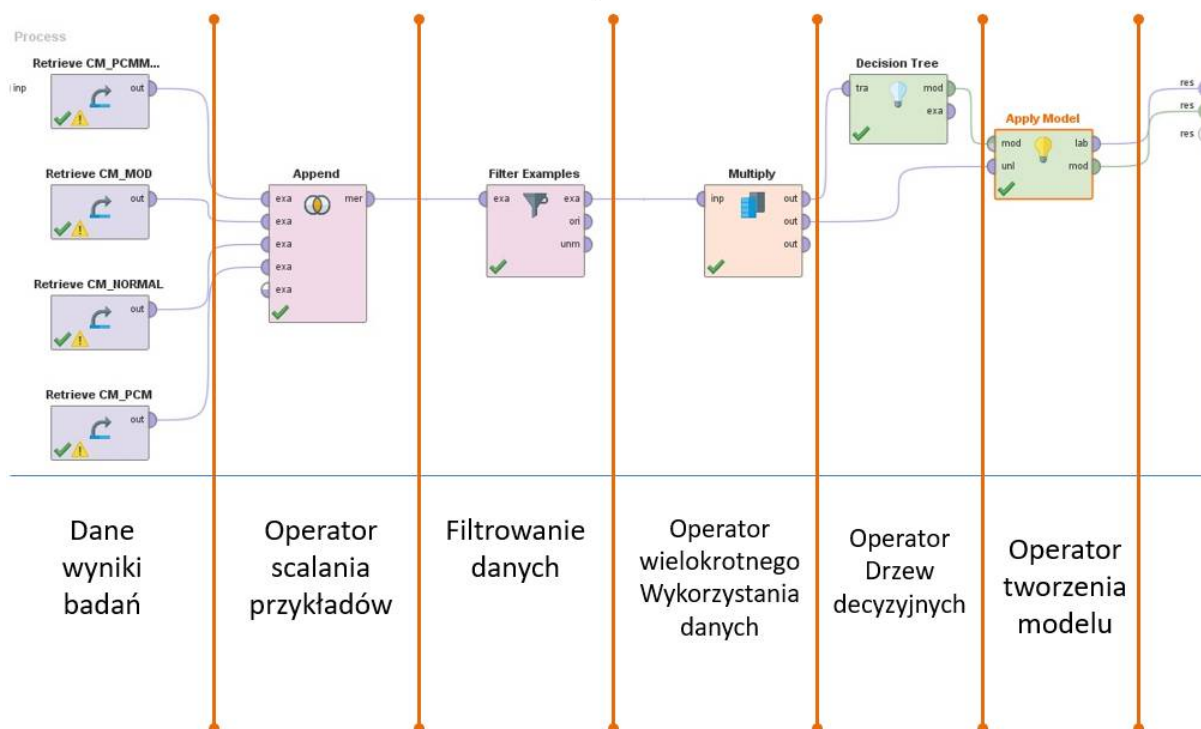 Process
Retrieve CM_PCMM...
inp
out
Retrieve CM_MOD
out
Retrieve CM_NORMAL
out
Retrieve CM_PCM
out
Append
exa
mer
exa
exa
exa
exa
Filter Examples
exa
exa
ori
unm
Multiply
inp
out
out
out
Decision Tree
tra
mod
exa
Apply Model
mod
lab
unl
mod
res
res
res
Dane
wyniki
badań
Operator
scalania
przykładów
Filtrowanie
danych
Operator
wielokrotnego
Wykorzystania
danych
Operator
Drzew
decyzyjnych
Operator
tworzenia
modelu